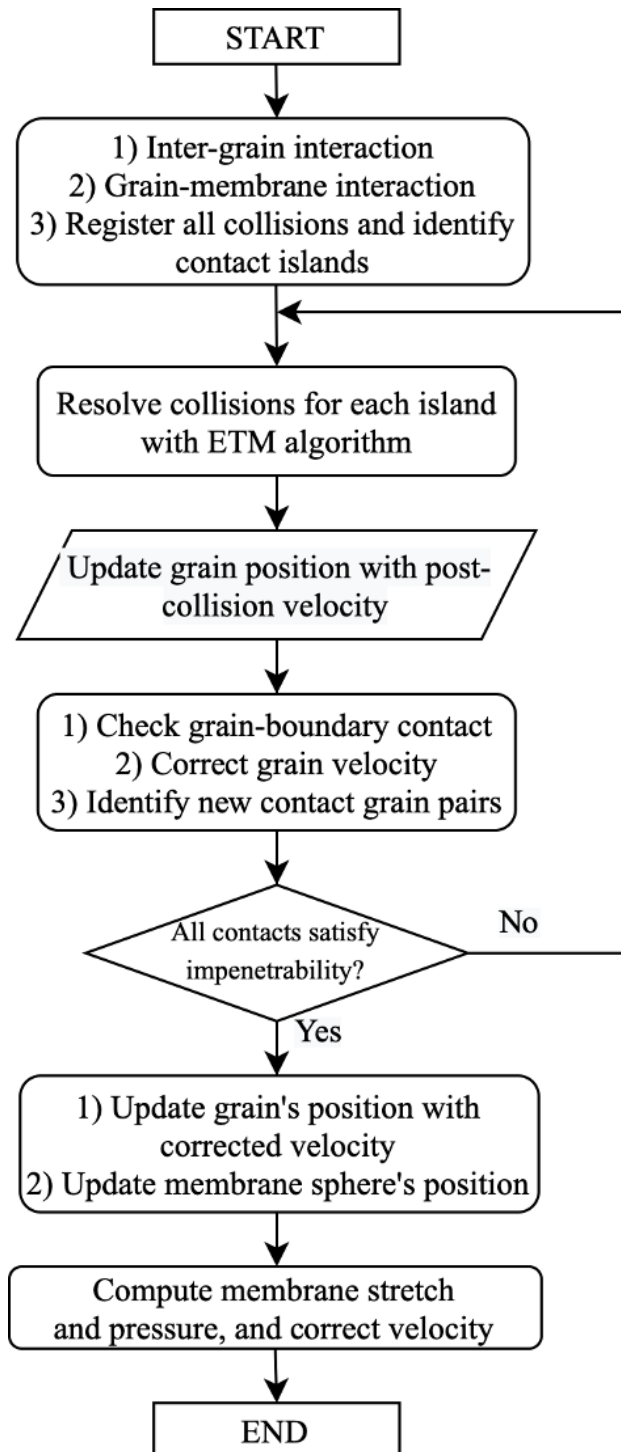 START
1) Inter-grain interaction
2) Grain-membrane interaction
3) Register all collisions and identify
contact islands
Resolve collisions for each island
with ETM algorithm
Update grain position with post-
collision velocity
1) Check grain-boundary contact
2) Correct grain velocity
3) Identify new contact grain pairs
All contacts satisfy
impenetrability?
No
Yes
1) Update grain's position with
corrected velocity
2) Update membrane sphere's position
Compute membrane stretch
and pressure, and correct velocity
END